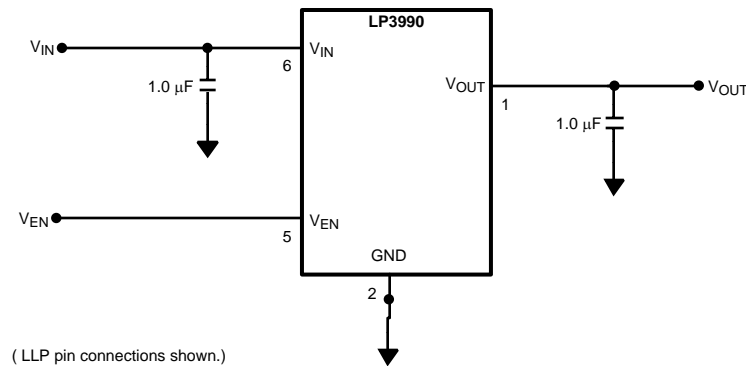 LP3990
V_IN
V_IN
6
1.0 μF
V_OUT
1
V_OUT
1.0 μF
V_EN
V_EN
5
GND
2
( LLP pin connections shown.)